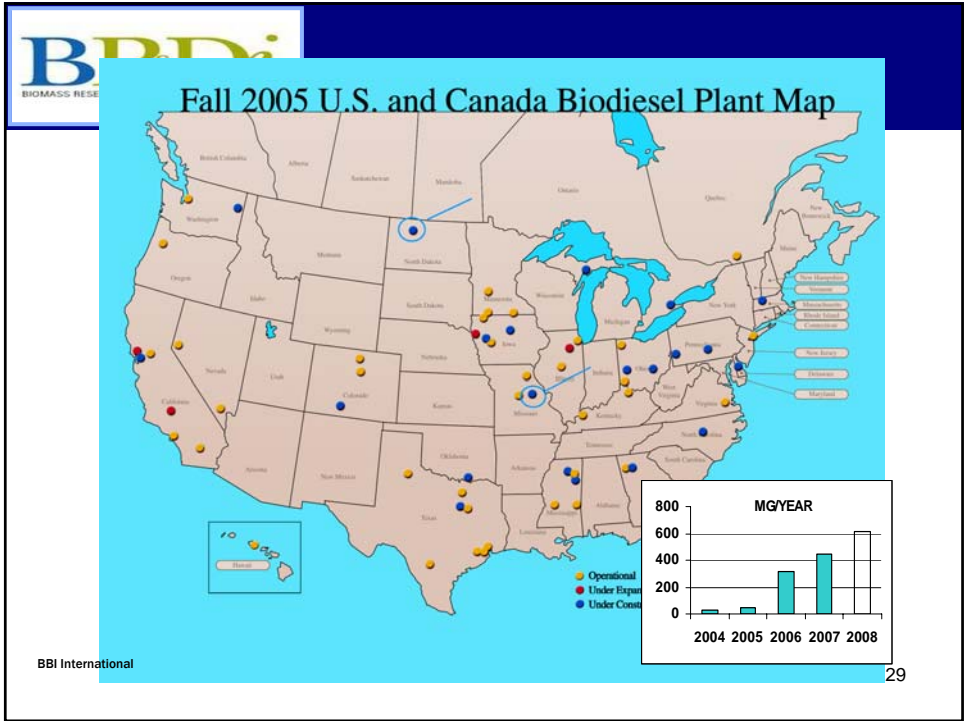 BIOMASS RESE
Fall 2005 U.S. and Canada Biodiesel Plant Map
British Columbia
Alberta
Saskatchewan
Manitoba
Ontario
Quebec
New Brunswick
Washington
Montana
North Dakota
Minnesota
Maine
Oregon
Idaho
Wyoming
South Dakota
Wisconsin
Michigan
New York
New Hampshire
Vermont
Massachusetts
Rhode Island
Connecticut
Nevada
Utah
Colorado
Nebraska
Iowa
Illinois
Indiana
Ohio
Pennsylvania
New Jersey
Delaware
Maryland
California
Kansas
Missouri
Kentucky
West Virginia
Virginia
Arizona
New Mexico
Oklahoma
Arkansas
Tennessee
North Carolina
South Carolina
Texas
Louisiana
Mississippi
Alabama
Hawaii
Operational
Under Expan
Under Const
MG/YEAR
800
600
400
200
0
2004 2005 2006 2007 2008
BBI International
29